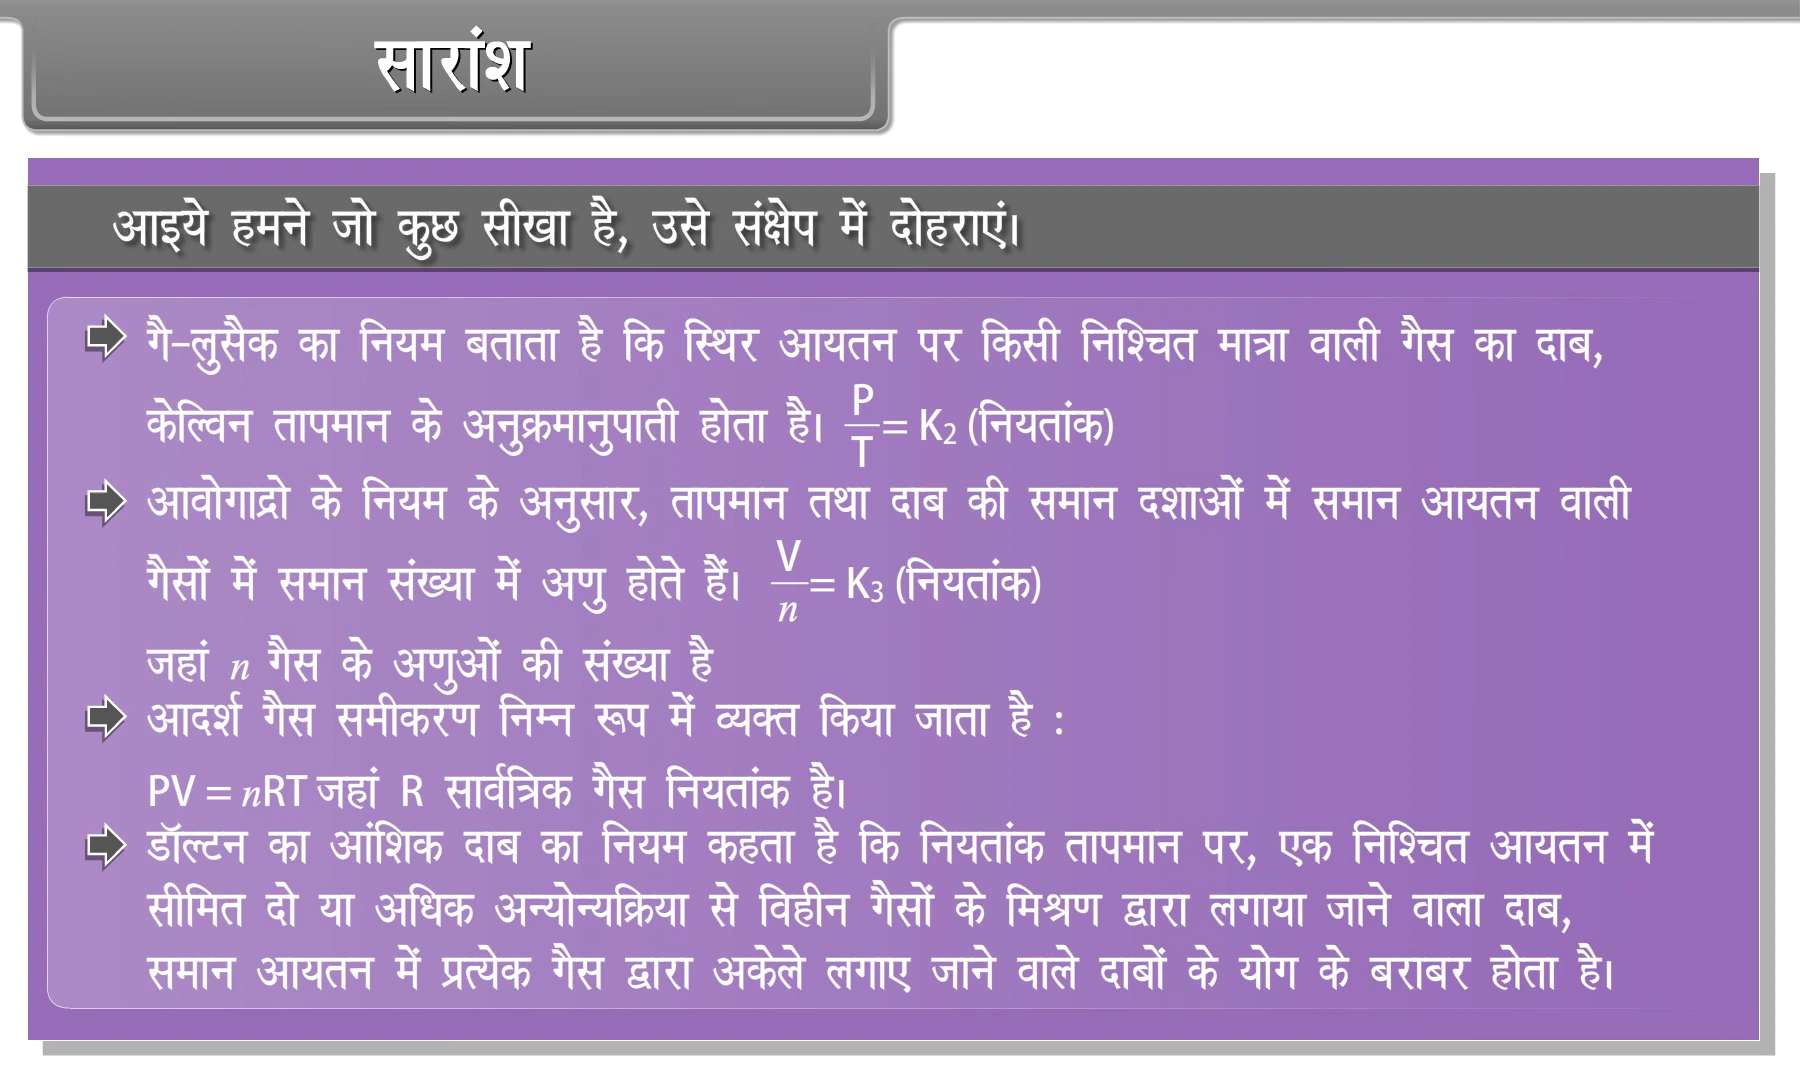 सारांश
आइये हमने जो कुछ सीखा है, उसे संक्षेप में दोहराएं।
गै-लुसैक का नियम बताता है कि स्थिर आयतन पर किसी निश्चित मात्रा वाली गैस का दाब,
केल्विन तापमान के अनुक्रमानुपाती होता है। P/T = K₂ (नियतांक)
आवोगाद्रो के नियम के अनुसार, तापमान तथा दाब की समान दशाओं में समान आयतन वाली
गैसों में समान संख्या में अणु होते हैं। V/n = K₃ (नियतांक)
जहां n गैस के अणुओं की संख्या है
आदर्श गैस समीकरण निम्न रूप में व्यक्त किया जाता है :
PV = nRT जहां R सार्वत्रिक गैस नियतांक है।
डॉल्टन का आंशिक दाब का नियम कहता है कि नियतांक तापमान पर, एक निश्चित आयतन में
सीमित दो या अधिक अन्योन्यक्रिया से विहीन गैसों के मिश्रण द्वारा लगाया जाने वाला दाब,
समान आयतन में प्रत्येक गैस द्वारा अकेले लगाए जाने वाले दाबों के योग के बराबर होता है।